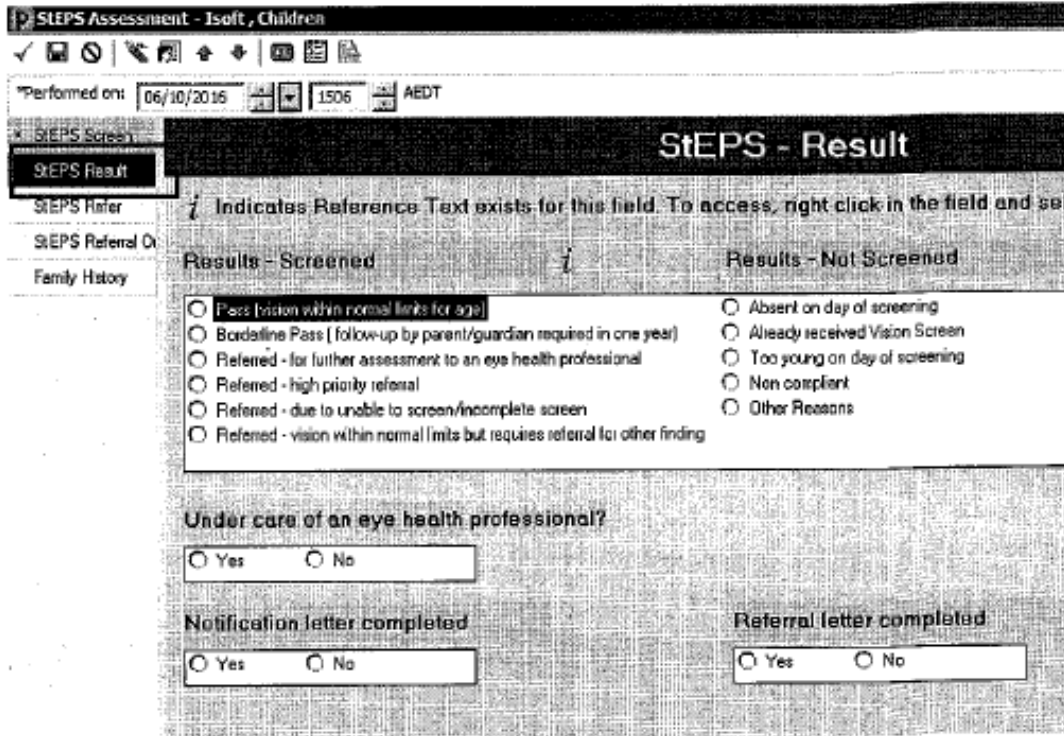 StEPS Assessment - Isoft , Children
*Performed on: 06/10/2016 1506 AEDT
* StEPS Screen
StEPS Result
StEPS Refer
StEPS Referral Ou
Family History
StEPS - Result
i Indicates Reference Text exists for this field. To access, right click in the field and se
Results - Screened i
Pass (vision within normal limits for age)
Borderline Pass ( follow-up by parent/guardian required in one year)
Referred - for further assessment to an eye health professional
Referred - high priority referral
Referred - due to unable to screen/incomplete screen
Referred - vision within normal limits but requires referral for other finding
Results - Not Screened
Absent on day of screening
Already received Vision Screen
Too young on day of screening
Non compliant
Other Reasons
Under care of an eye health professional?
Yes No
Notification letter completed
Yes No
Referral letter completed
Yes No